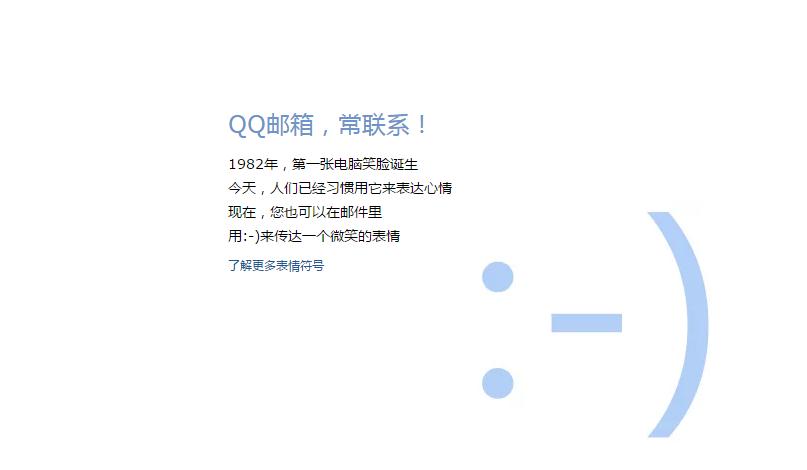 QQ邮箱，常联系！
1982年，第一张电脑笑脸诞生
今天，人们已经习惯用它来表达心情
现在，您也可以在邮件里
用:-)来传达一个微笑的表情
了解更多表情符号
:-)